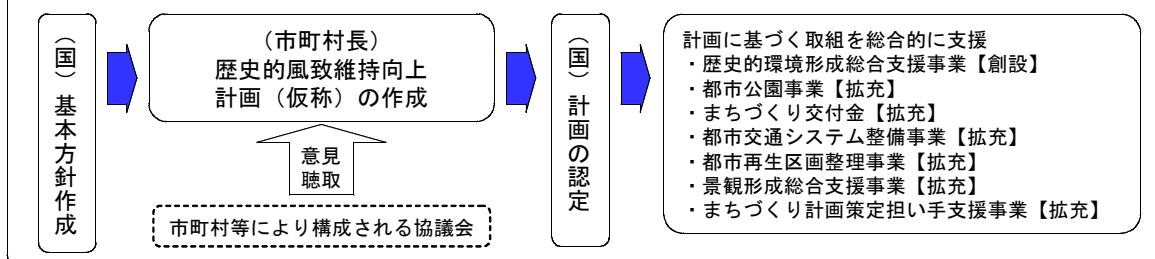 （国）基本方針作成
（市町村長）
歴史的風致維持向上
計画（仮称）の作成
意見
聴取
市町村等により構成される協議会
（国）計画の認定
計画に基づく取組を総合的に支援
・歴史的環境形成総合支援事業【創設】
・都市公園事業【拡充】
・まちづくり交付金【拡充】
・都市交通システム整備事業【拡充】
・都市再生区画整理事業【拡充】
・景観形成総合支援事業【拡充】
・まちづくり計画策定担い手支援事業【拡充】